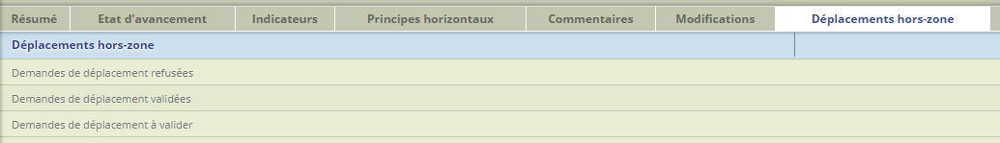 Résumé Etat d'avancement Indicateurs Principes horizontaux Commentaires Modifications Déplacements hors-zone
Déplacements hors-zone
Demandes de déplacement refusées
Demandes de déplacement validées
Demandes de déplacement à valider